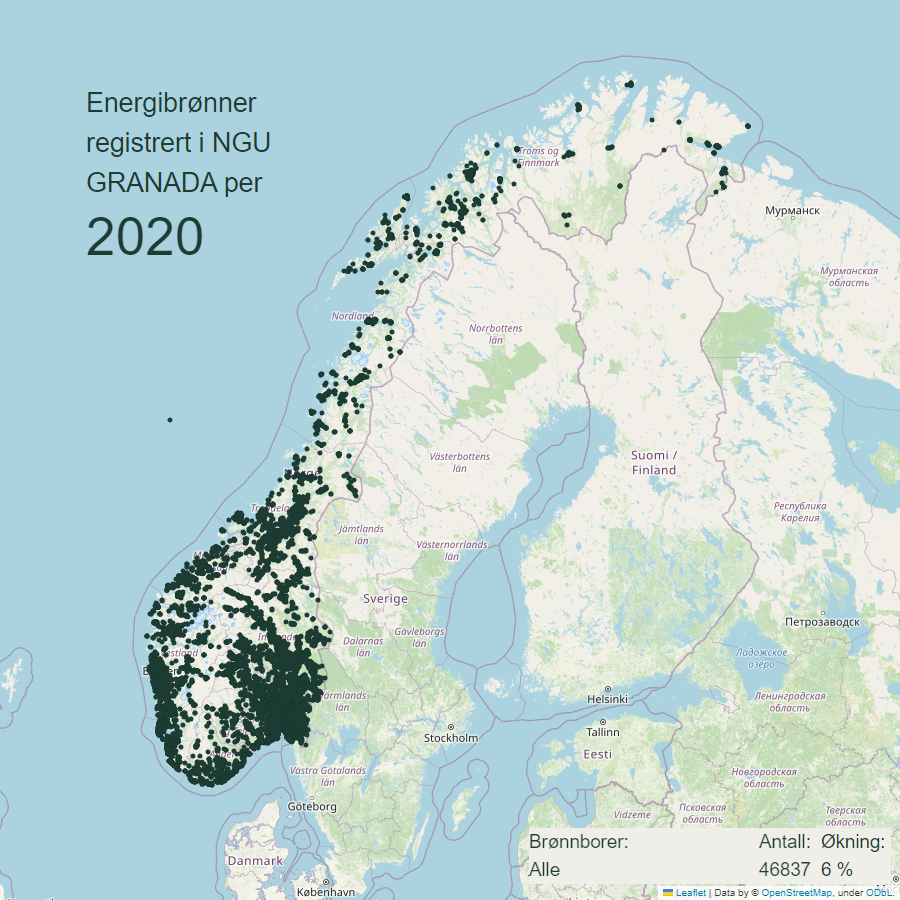 Energibrønner
registrert i NGU
GRANADA per
2020
Troms og
Finnmark
Мурманск
Мурманская
область
Nordland
Norrbottens
län
Västerbottens
län
Suomi /
Finland
Республика
Карелия
Jämtlands
län
Västernorrlands
län
Sverige
Gävleborgs
län
Dalarnas
län
Петрозаводск
Ладожское
озеро
Ленинградская
область
Helsinki
Tallinn
Eesti
Stockholm
Västra Götalands
län
Göteborg
Новгородская
область
Псковская
область
Тверская
область
Vidzeme
Danmark
København
Brønnborer: Antall: Økning:
Alle 46837 6 %
Leaflet | Data by © OpenStreetMap, under ODbL.